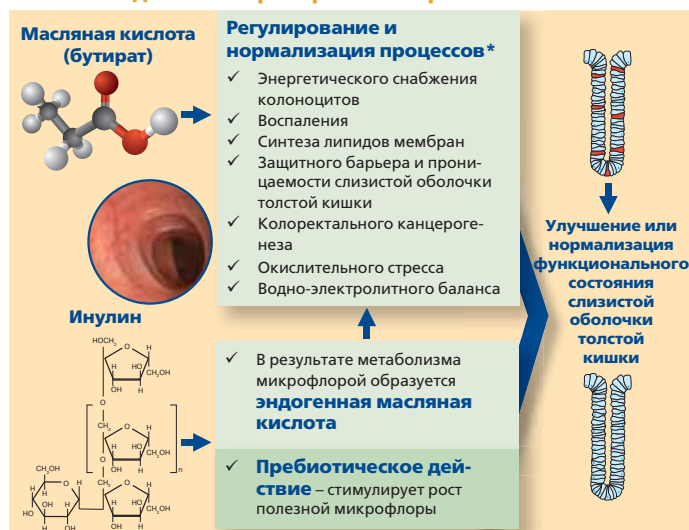 Масляная кислота
(бутират)
Регулирование и
нормализация процессов*
✓ Энергетического снабжения
колоноцитов
✓ Воспаления
✓ Синтеза липидов мембран
✓ Защитного барьера и прони-
цаемости слизистой оболочки
толстой кишки
✓ Колоректального канцероге-
неза
✓ Окислительного стресса
✓ Водно-электролитного баланса
Улучшение или
нормализация
функционального
состояния
слизистой
оболочки
толстой
кишки
Инулин
HOCH2
O
H
H
HO
CH2OH
OH
H
O
CH2
O
H
H
HO
CH2OH
OH
H
n
O
CH2
O
H
H
HO
CH2OH
OH
H
CH2OH
H
O
H
H
OH
H
HO
H
OH
O
✓ В результате метаболизма
микрофлорой образуется
эндогенная масляная
кислота
✓ Пребиотическое дей-
ствие – стимулирует рост
полезной микрофлоры